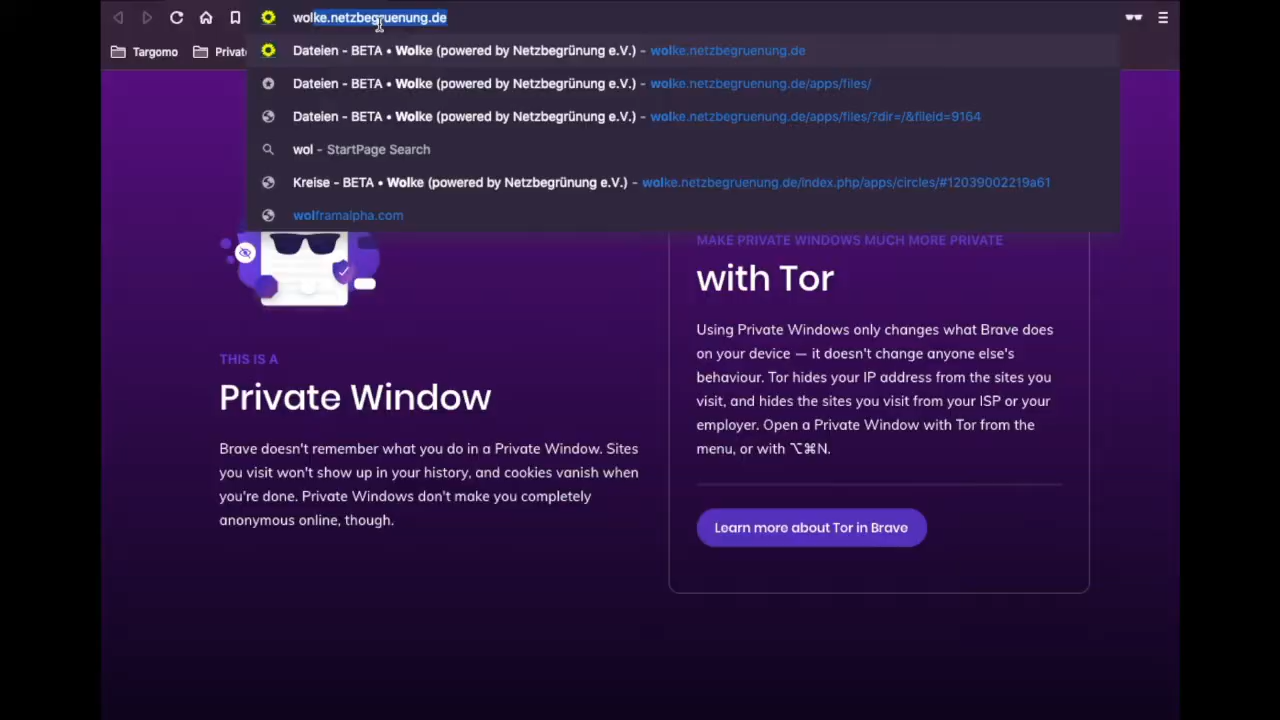 wolke.netzbegruenung.de
Targomo Privat
Dateien - BETA • Wolke (powered by Netzbegrünung e.V.) - wolke.netzbegruenung.de
Dateien - BETA • Wolke (powered by Netzbegrünung e.V.) - wolke.netzbegruenung.de/apps/files/
Dateien - BETA • Wolke (powered by Netzbegrünung e.V.) - wolke.netzbegruenung.de/apps/files/?dir=/&fileid=9164
wol - StartPage Search
Kreise - BETA • Wolke (powered by Netzbegrünung e.V.) - wolke.netzbegruenung.de/index.php/apps/circles/#12039002219a61
wolframalpha.com
THIS IS A
Private Window
Brave doesn't remember what you do in a Private Window. Sites
you visit won't show up in your history, and cookies vanish when
you're done. Private Windows don't make you completely
anonymous online, though.
MAKE PRIVATE WINDOWS MUCH MORE PRIVATE
with Tor
Using Private Windows only changes what Brave does
on your device — it doesn't change anyone else's
behaviour. Tor hides your IP address from the sites you
visit, and hides the sites you visit from your ISP or your
employer. Open a Private Window with Tor from the
menu, or with ⌥⌘N.
Learn more about Tor in Brave